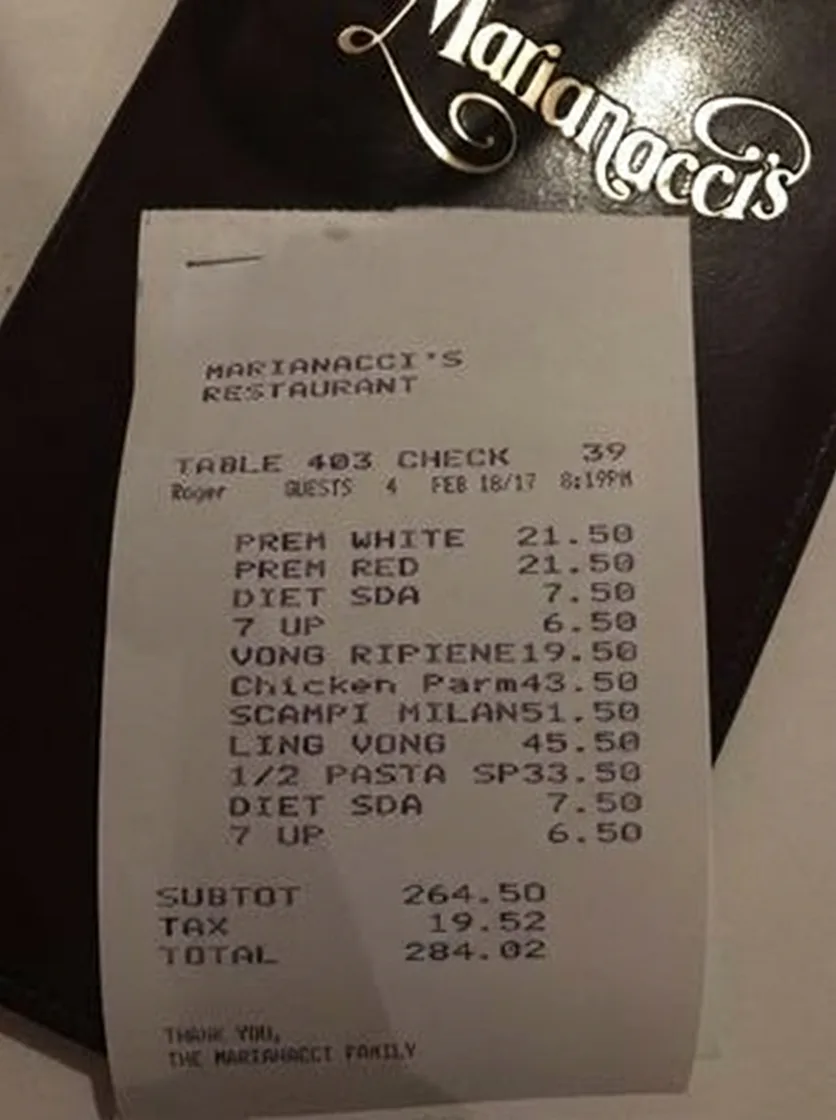 Marianacci's
MARIANACCI'S
RESTAURANT
TABLE 403 CHECK 39
Roger GUESTS 4 FEB 18/17 8:19PM
PREM WHITE 21.50
PREM RED 21.50
DIET SDA 7.50
7 UP 6.50
VONG RIPIENE19.50
Chicken Parm43.50
SCAMPI MILAN51.50
LING VONG 45.50
1/2 PASTA SP33.50
DIET SDA 7.50
7 UP 6.50
SUBTOT 264.50
TAX 19.52
TOTAL 284.02
THANK YOU,
THE MARIANACCI FAMILY